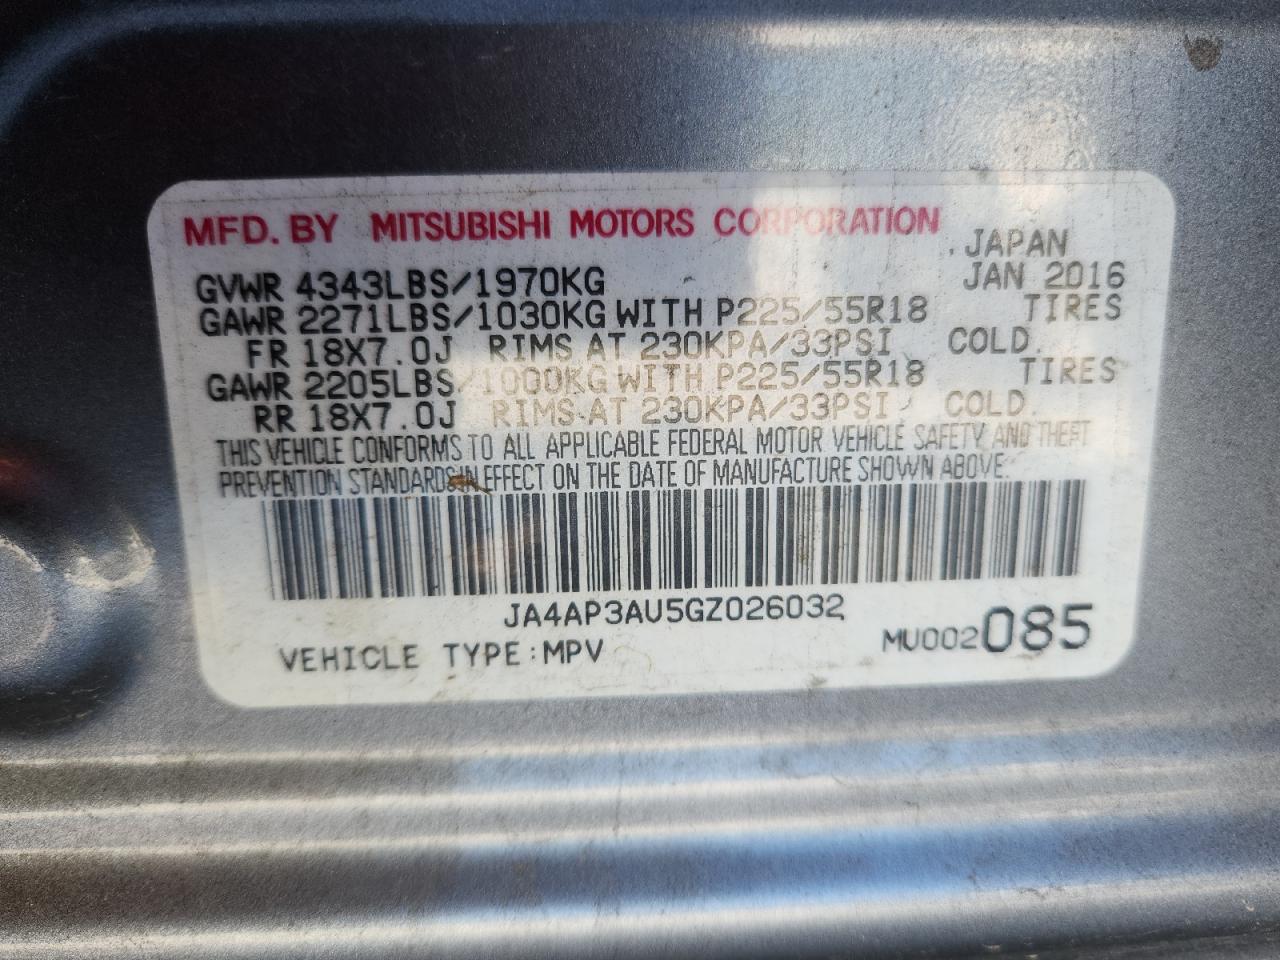 MFD. BY MITSUBISHI MOTORS CORPORATION
JAPAN
GVWR 4343LBS/1970KG JAN 2016
GAWR 2271LBS/1030KG WITH P225/55R18 TIRES
FR 18X7.0J RIMS AT 230KPA/33PSI COLD.
GAWR 2205LBS/1000KG WITH P225/55R18 TIRES
RR 18X7.0J RIMS AT 230KPA/33PSI COLD.
THIS VEHICLE CONFORMS TO ALL APPLICABLE FEDERAL MOTOR VEHICLE SAFETY AND THEFT
PREVENTION STANDARDS IN EFFECT ON THE DATE OF MANUFACTURE SHOWN ABOVE.
JA4AP3AU5GZ026032
VEHICLE TYPE:MPV MU002085